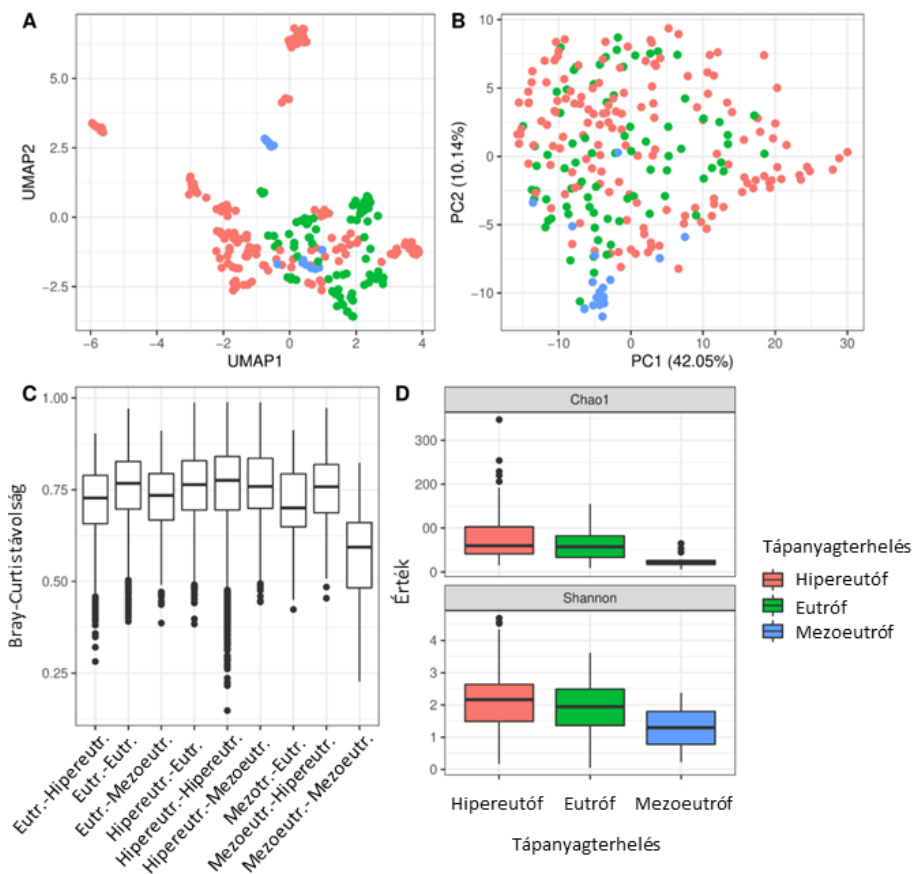 A
5.0
2.5
0.0
−2.5
UMAP2
−6
−4
−2
0
2
4
UMAP1
B
10
5
0
−5
−10
PC2 (10.14%)
−10
0
10
20
30
PC1 (42.05%)
C
1.00
0.75
0.50
0.25
Bray-Curtis távolság
Eutr.-Hipereutr.
Eutr.-Eutr.
Eutr.-Mezoeutr.
Hipereutr.-Eutr.
Hipereutr.-Hipereutr.
Hipereutr.-Mezoeutr.
Mezotr.-Eutr.
Mezoeutr.-Hipereutr.
Mezoeutr.-Mezoeutr.
D
Chao1
300
200
00
0
Shannon
4
3
2
1
0
Érték
Hipereutóf
Eutróf
Mezoeutróf
Tápanyagterhelés
Tápanyagterhelés
Hipereutóf
Eutróf
Mezoeutróf